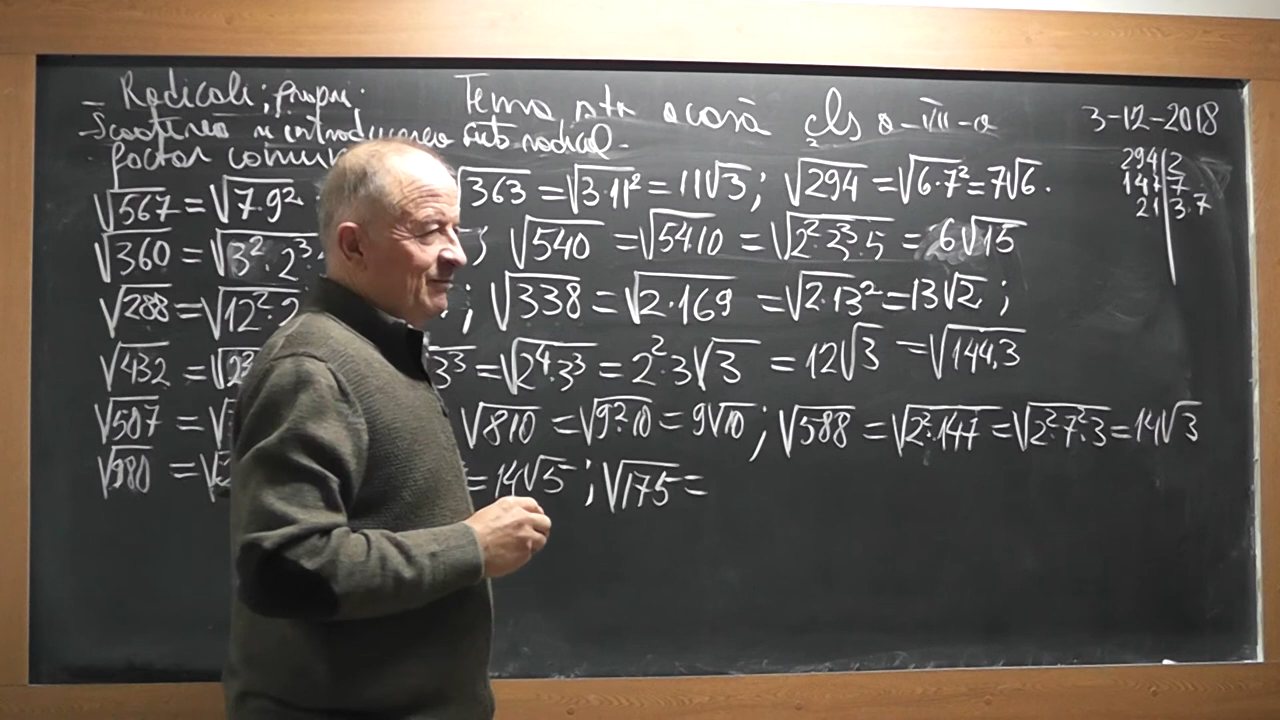 - Radicali; propr; Tema ptr acasă cls a-VII-a 3-12-2018
- Scoaterea și introducerea sub radical.
factor comun
294|2
147|7
21|3·7
√567=√7·9² √363=√3·11²=11√3; √294=√6·7²=7√6.
√360=√3²·2³· ; √540=√5410=√2²·3³·5=6√15
√288=√12²·2 ; √338=√2·169=√2·13²=13√2;
√432=√2 3³=√2⁴·3³=2²·3√3=12√3=√144.3
√507=√ √810=√9²·10=9√10; √588=√2²·147=√2²·7²·3=14√3
√980=√ =14√5; √175=